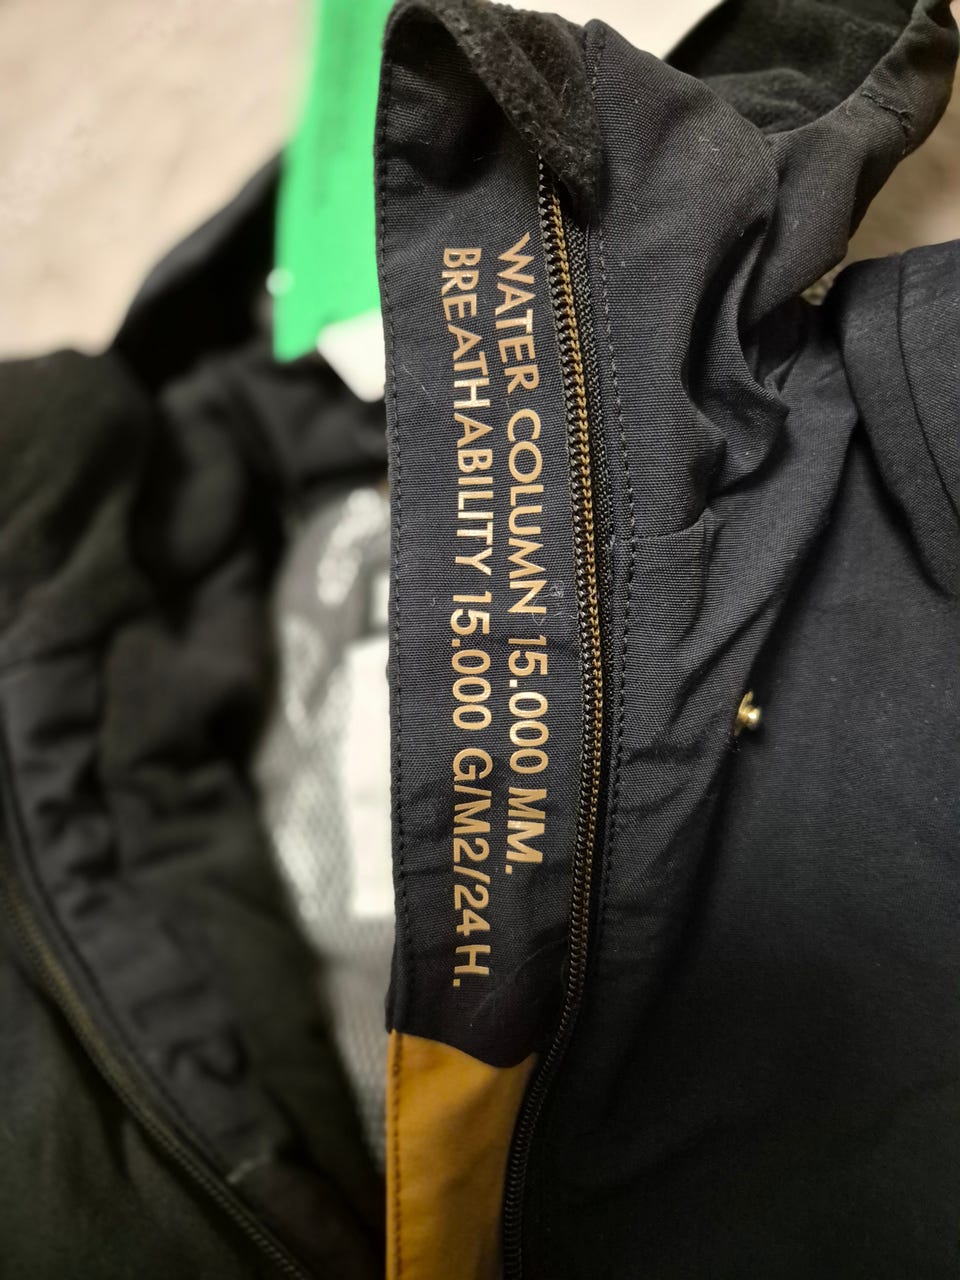 WATER COLUMN 15.000 MM.
BREATHABILITY 15.000 G/M2/24 H.